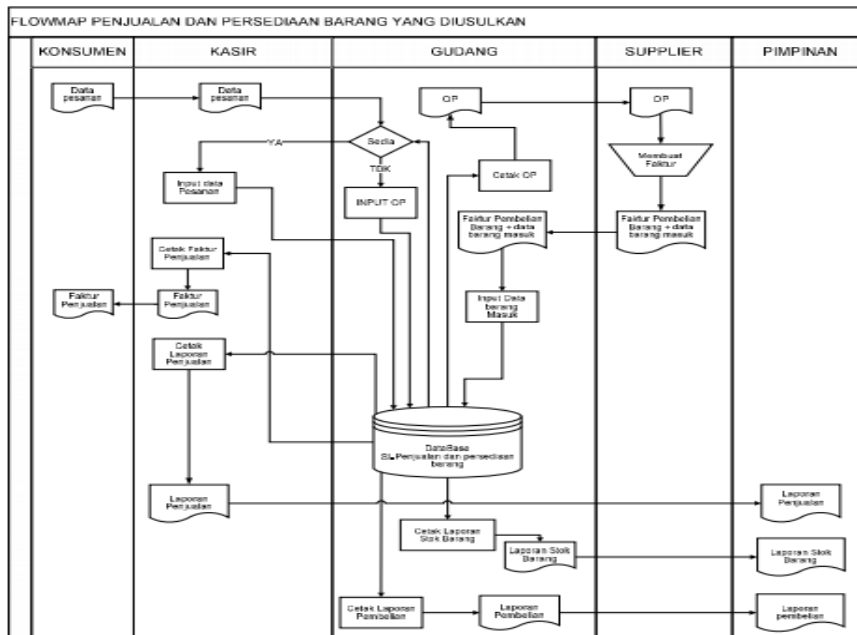 FLOWMAP PENJUALAN DAN PERSEDIAAN BARANG YANG DIUSULKAN
KONSUMEN
KASIR
GUDANG
SUPPLIER
PIMPINAN
Data
pesanan
Data
pesanan
OP
OP
Sedia
YA
TDK
Membuat
Faktur
Input data
Pesanan
INPUT OP
Cetak OP
Faktur Pembelian
Barang + data
barang masuk
Faktur Pembelian
Barang + data
barang masuk
Cetak Faktur
Penjualan
Faktur
Penjualan
Faktur
Penjualan
Input Data
barang
Masuk
Cetak
Laporan
Penjualan
DataBase
SI.Penjualan dan persediaan
barang
Laporan
Penjualan
Laporan
Penjualan
Cetak Laporan
Stok Barang
Laporan Stok
Barang
Laporan Stok
Barang
Cetak Laporan
Pembelian
Laporan
Pembelian
Laporan
pembelian